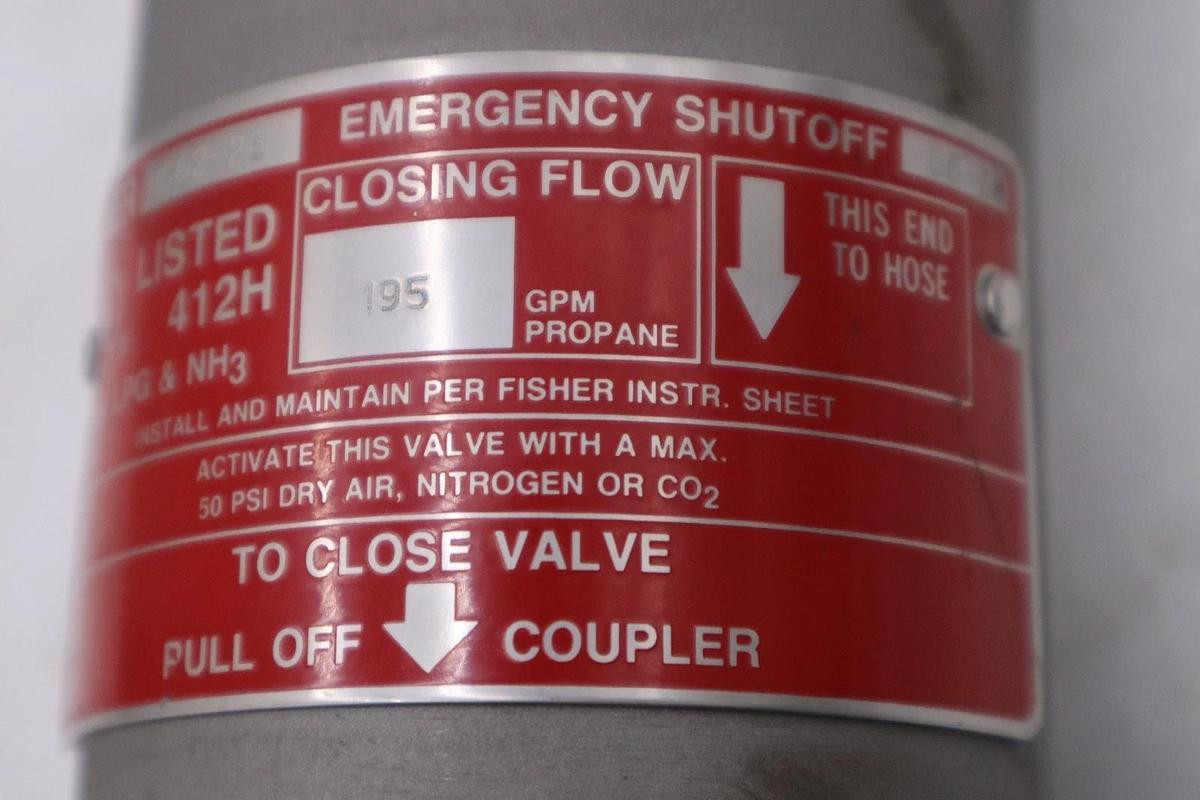 EMERGENCY SHUTOFF
LISTED
412H
LPG & NH3
CLOSING FLOW
195
GPM
PROPANE
THIS END
TO HOSE
INSTALL AND MAINTAIN PER FISHER INSTR. SHEET
ACTIVATE THIS VALVE WITH A MAX.
50 PSI DRY AIR, NITROGEN OR CO2
TO CLOSE VALVE
PULL OFF COUPLER